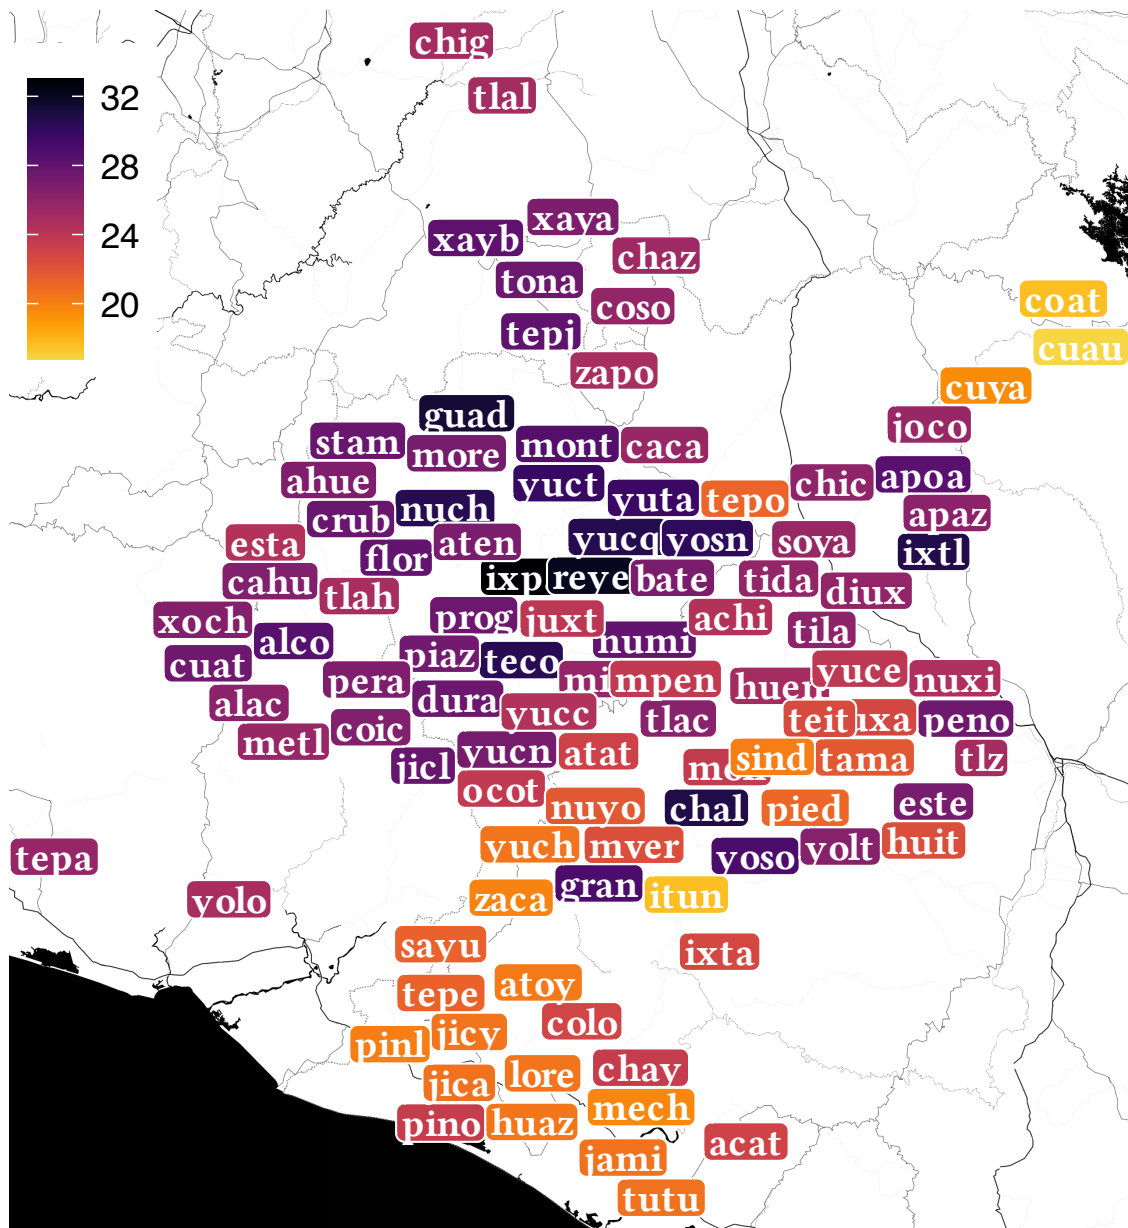 chig
tlal
32
28
24
20
xaya
xayb
chaz
tona
coso
tepj
zapo
coat
cuau
cuya
guad
joco
stam
more
mont
caca
ahue
yuct
chic
apoa
nuch
yuta
tepo
apaz
crub
esta
aten
yucq
yosn
soya
ixtl
flor
cahu
tlah
ixp
reye
bate
tida
diux
xoch
prog
juxt
achi
tila
alco
numi
cuat
piaz
teco
pera
mi
mpen
huen
yuce
nuxi
alac
dura
yucc
tlac
teit
uxa
peno
metl
coic
jicl
yucn
atat
sind
tama
tlz
ocot
nuyo
chal
pied
este
tepa
yuch
mver
yoso
volt
huit
yolo
zaca
gran
itun
sayu
ixta
tepe
atoy
pinl
jicy
colo
jica
lore
chay
pino
huaz
mech
acat
jami
tutu